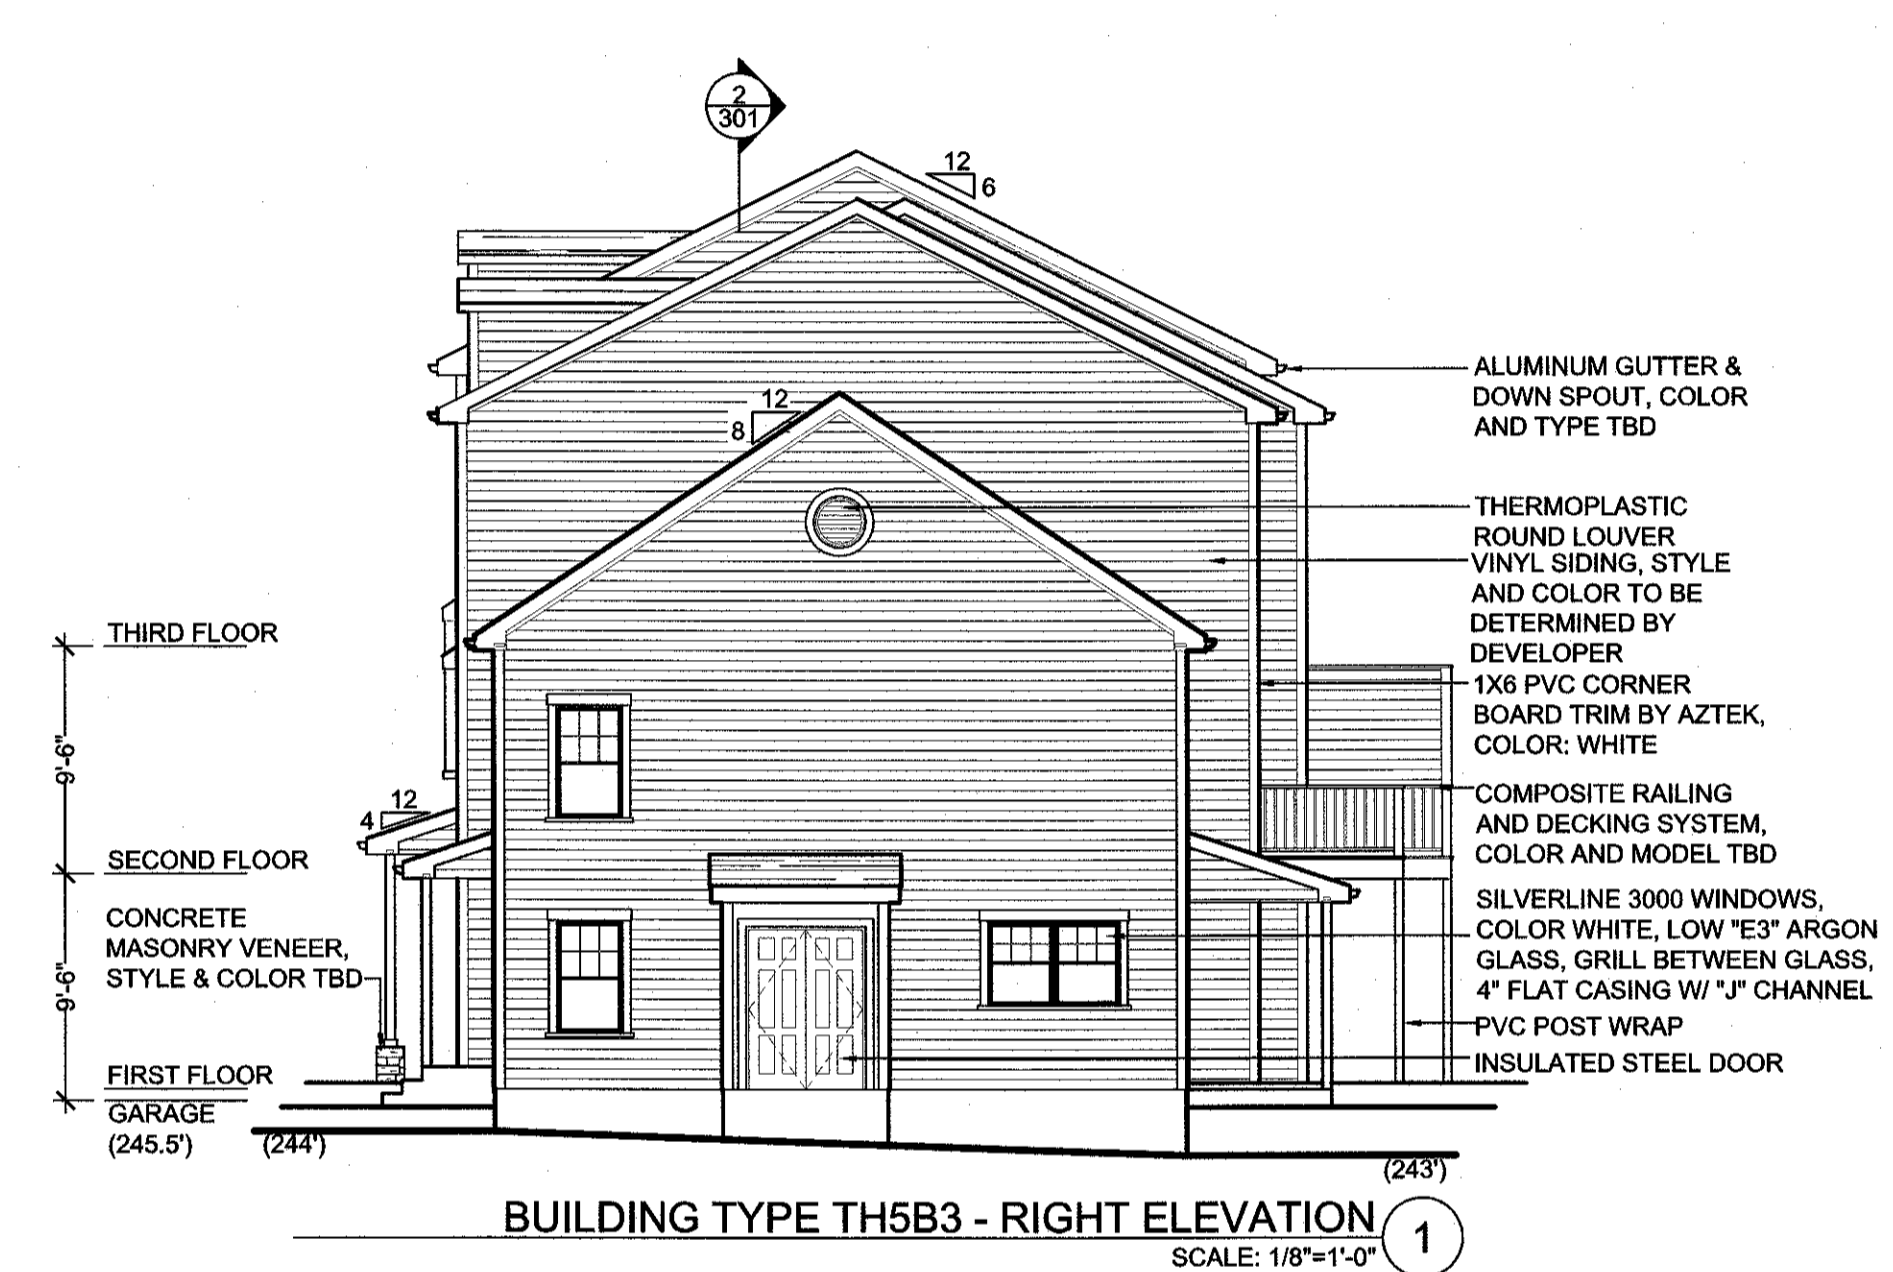 2
301
12
6
12
8
ALUMINUM GUTTER &
DOWN SPOUT, COLOR
AND TYPE TBD
THERMOPLASTIC
ROUND LOUVER
VINYL SIDING, STYLE
AND COLOR TO BE
DETERMINED BY
DEVELOPER
1X6 PVC CORNER
BOARD TRIM BY AZTEK,
COLOR: WHITE
COMPOSITE RAILING
AND DECKING SYSTEM,
COLOR AND MODEL TBD
SILVERLINE 3000 WINDOWS,
COLOR WHITE, LOW "E3" ARGON
GLASS, GRILL BETWEEN GLASS,
4" FLAT CASING W/ "J" CHANNEL
PVC POST WRAP
INSULATED STEEL DOOR
THIRD FLOOR
9'-6"
12
4
SECOND FLOOR
CONCRETE
MASONRY VENEER,
STYLE & COLOR TBD
9'-6"
FIRST FLOOR
GARAGE
(245.5')
(244')
(243')
BUILDING TYPE TH5B3 - RIGHT ELEVATION
1
SCALE: 1/8"=1'-0"